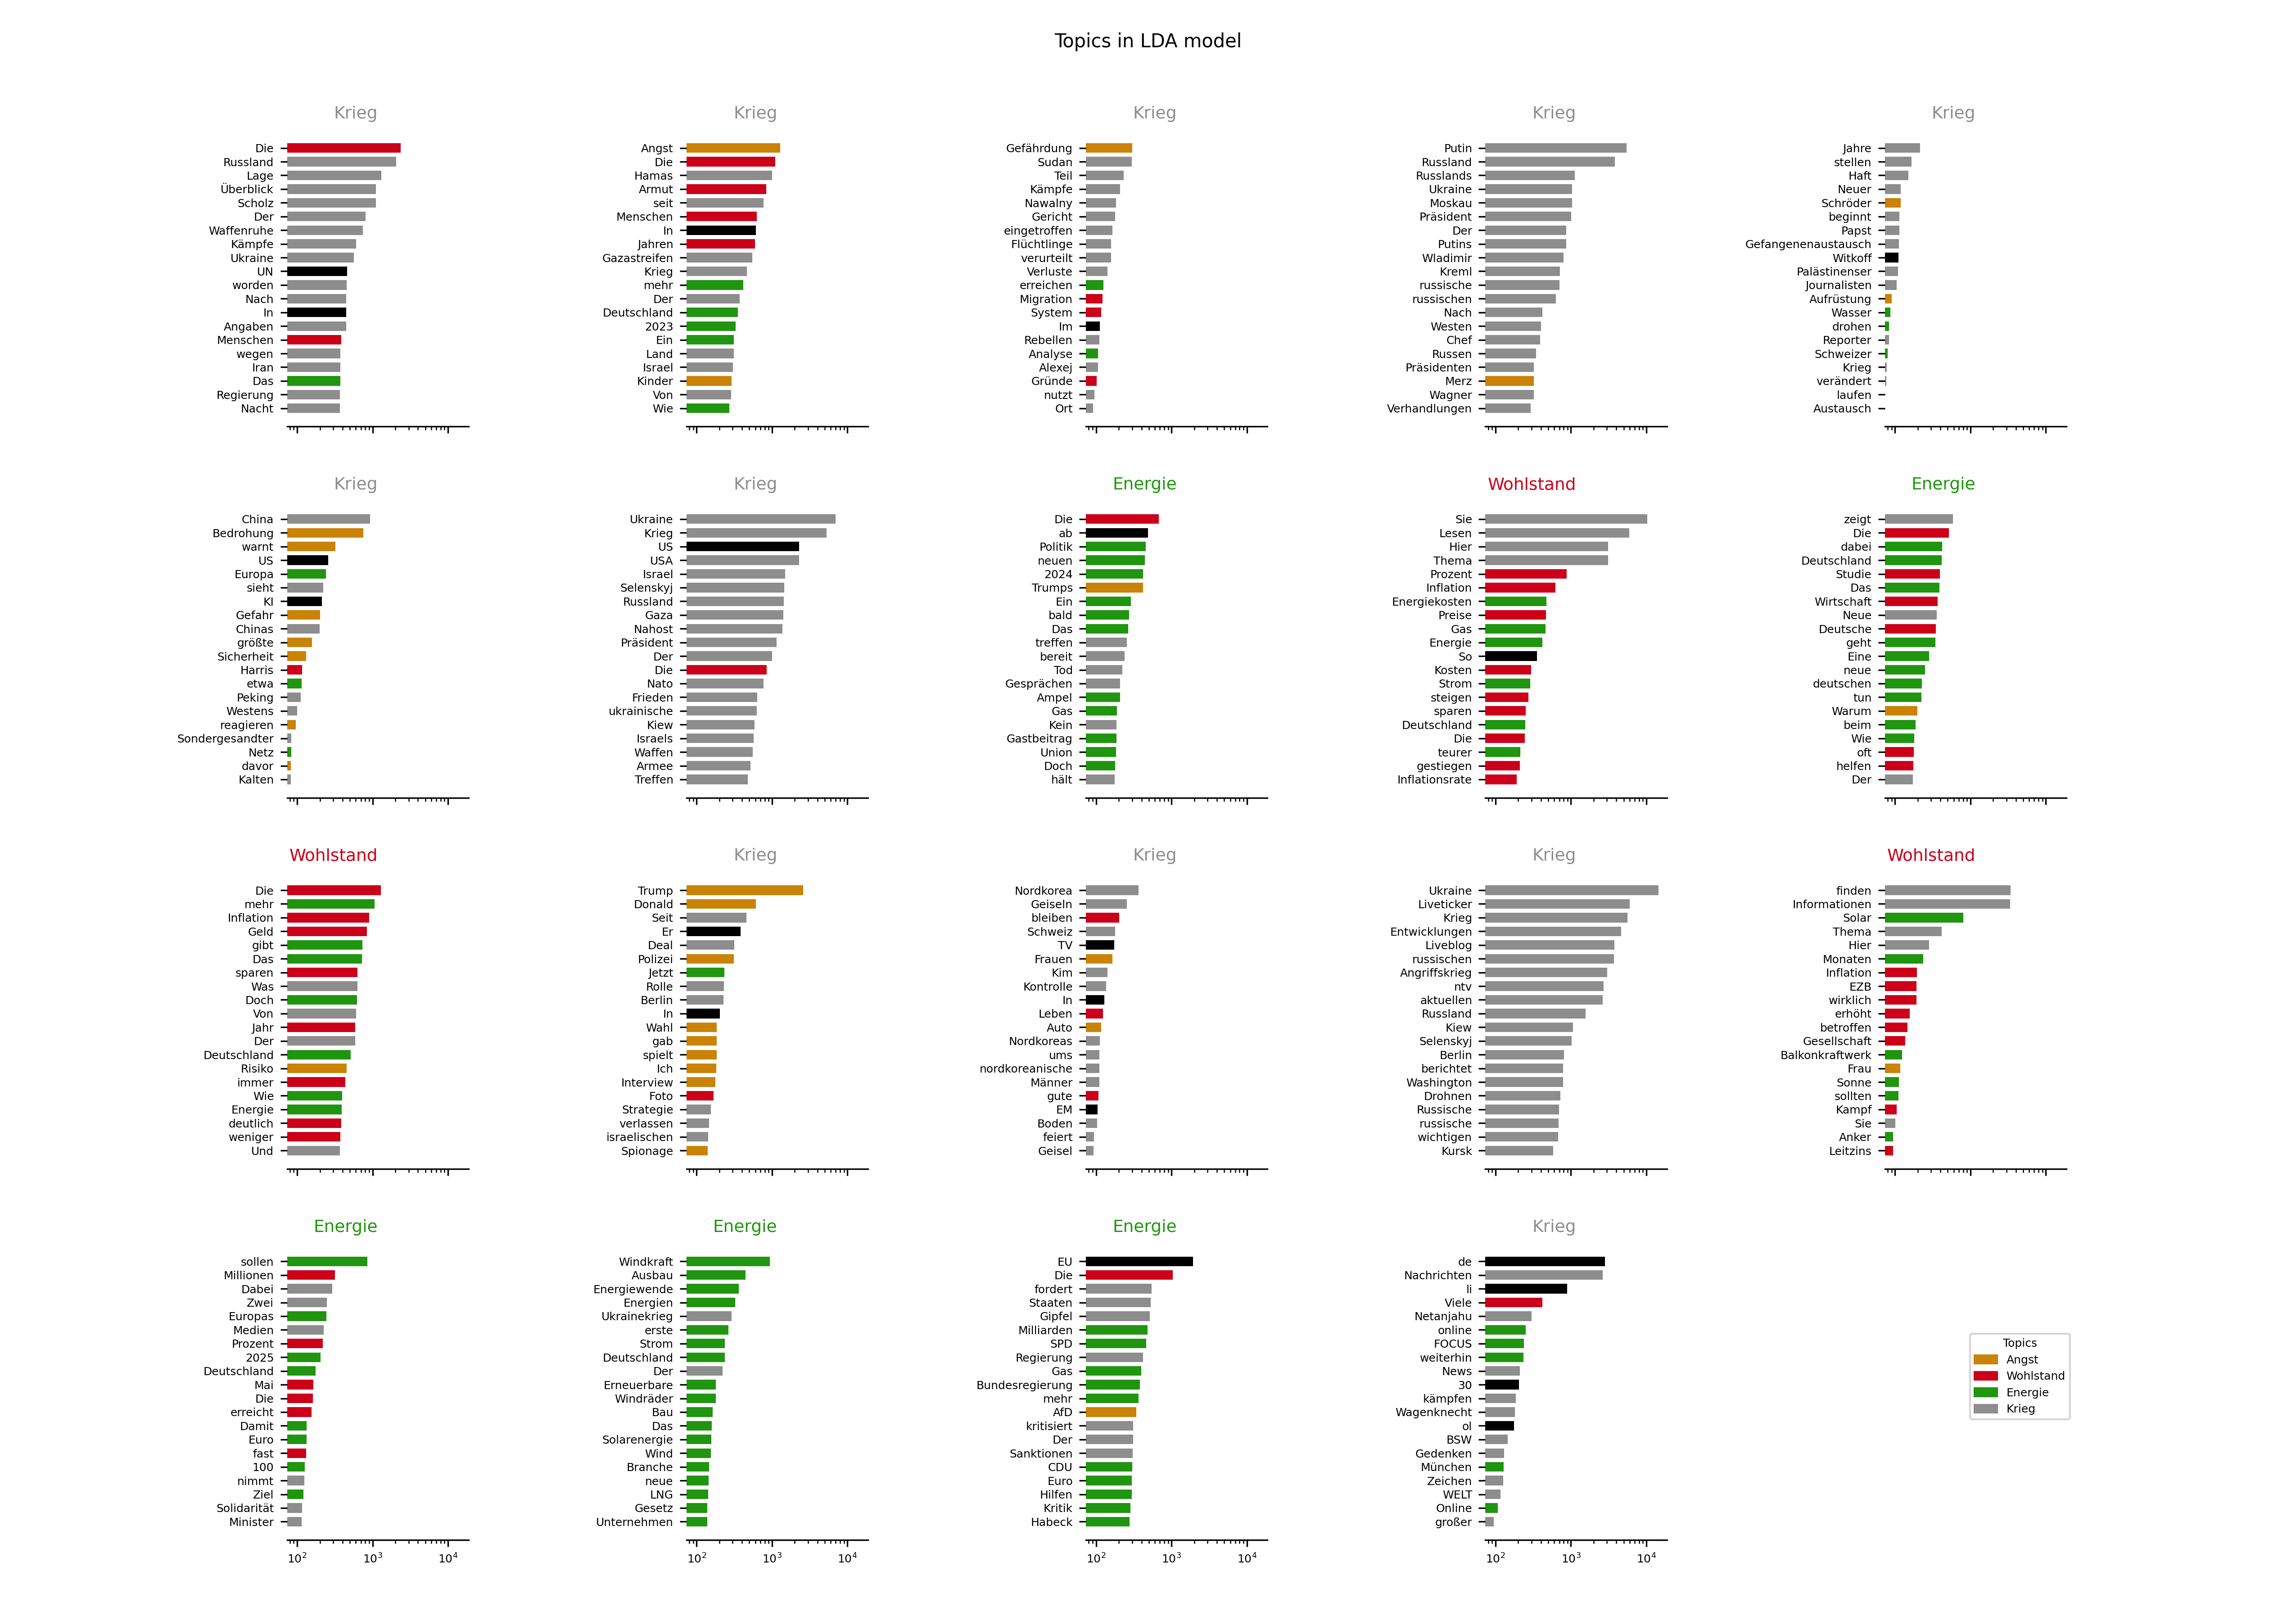 Topics in LDA model
Krieg
Die
Russland
Lage
Überblick
Scholz
Der
Waffenruhe
Kämpfe
Ukraine
UN
worden
Nach
In
Angaben
Menschen
wegen
Iran
Das
Regierung
Nacht
Krieg
Angst
Die
Hamas
Armut
seit
Menschen
In
Jahren
Gazastreifen
Krieg
mehr
Der
Deutschland
2023
Ein
Land
Israel
Kinder
Von
Wie
Krieg
Gefährdung
Sudan
Teil
Kämpfe
Nawalny
Gericht
eingetroffen
Flüchtlinge
verurteilt
Verluste
erreichen
Migration
System
Im
Rebellen
Analyse
Alexej
Gründe
nutzt
Ort
Krieg
Putin
Russland
Russlands
Ukraine
Moskau
Präsident
Der
Putins
Wladimir
Kreml
russische
russischen
Nach
Westen
Chef
Russen
Präsidenten
Merz
Wagner
Verhandlungen
Krieg
Jahre
stellen
Haft
Neuer
Schröder
beginnt
Papst
Gefangenenaustausch
Witkoff
Palästinenser
Journalisten
Aufrüstung
Wasser
drohen
Reporter
Schweizer
Krieg
verändert
laufen
Austausch
Krieg
China
Bedrohung
warnt
US
Europa
sieht
KI
Gefahr
Chinas
größte
Sicherheit
Harris
etwa
Peking
Westens
reagieren
Sondergesandter
Netz
davor
Kalten
Krieg
Ukraine
Krieg
US
USA
Israel
Selenskyj
Russland
Gaza
Nahost
Präsident
Der
Die
Nato
Frieden
ukrainische
Kiew
Israels
Waffen
Armee
Treffen
Energie
Die
ab
Politik
neuen
2024
Trumps
Ein
bald
Das
treffen
bereit
Tod
Gesprächen
Ampel
Gas
Kein
Gastbeitrag
Union
Doch
hält
Wohlstand
Sie
Lesen
Hier
Thema
Prozent
Inflation
Energiekosten
Preise
Gas
Energie
So
Kosten
Strom
steigen
sparen
Deutschland
Die
teurer
gestiegen
Inflationsrate
Energie
zeigt
Die
dabei
Deutschland
Studie
Das
Wirtschaft
Neue
Deutsche
geht
Eine
neue
deutschen
tun
Warum
beim
Wie
oft
helfen
Der
Wohlstand
Die
mehr
Inflation
Geld
gibt
Das
sparen
Was
Doch
Von
Jahr
Der
Deutschland
Risiko
immer
Wie
Energie
deutlich
weniger
Und
Krieg
Trump
Donald
Seit
Er
Deal
Polizei
Jetzt
Rolle
Berlin
In
Wahl
gab
spielt
Ich
Interview
Foto
Strategie
verlassen
israelischen
Spionage
Krieg
Nordkorea
Geiseln
bleiben
Schweiz
TV
Frauen
Kim
Kontrolle
In
Leben
Auto
Nordkoreas
ums
nordkoreanische
Männer
gute
EM
Boden
feiert
Geisel
Krieg
Ukraine
Liveticker
Krieg
Entwicklungen
Liveblog
russischen
Angriffskrieg
ntv
aktuellen
Russland
Kiew
Selenskyj
Berlin
berichtet
Washington
Drohnen
Russische
russische
wichtigen
Kursk
Wohlstand
finden
Informationen
Solar
Thema
Hier
Monaten
Inflation
EZB
wirklich
erhöht
betroffen
Gesellschaft
Balkonkraftwerk
Frau
Sonne
sollten
Kampf
Sie
Anker
Leitzins
Energie
sollen
Millionen
Dabei
Zwei
Europas
Medien
Prozent
2025
Deutschland
Mai
Die
erreicht
Damit
Euro
fast
100
nimmt
Ziel
Solidarität
Minister
10² 10³ 10⁴
Energie
Windkraft
Ausbau
Energiewende
Energien
Ukrainekrieg
erste
Strom
Deutschland
Der
Erneuerbare
Windräder
Bau
Das
Solarenergie
Wind
Branche
neue
LNG
Gesetz
Unternehmen
10² 10³ 10⁴
Energie
EU
Die
fordert
Staaten
Gipfel
Milliarden
SPD
Regierung
Gas
Bundesregierung
mehr
AfD
kritisiert
Der
Sanktionen
CDU
Euro
Hilfen
Kritik
Habeck
10² 10³ 10⁴
Krieg
de
Nachrichten
li
Viele
Netanjahu
online
FOCUS
weiterhin
News
30
kämpfen
Wagenknecht
ol
BSW
Gedenken
München
Zeichen
WELT
Online
großer
10² 10³ 10⁴
Topics
Angst
Wohlstand
Energie
Krieg